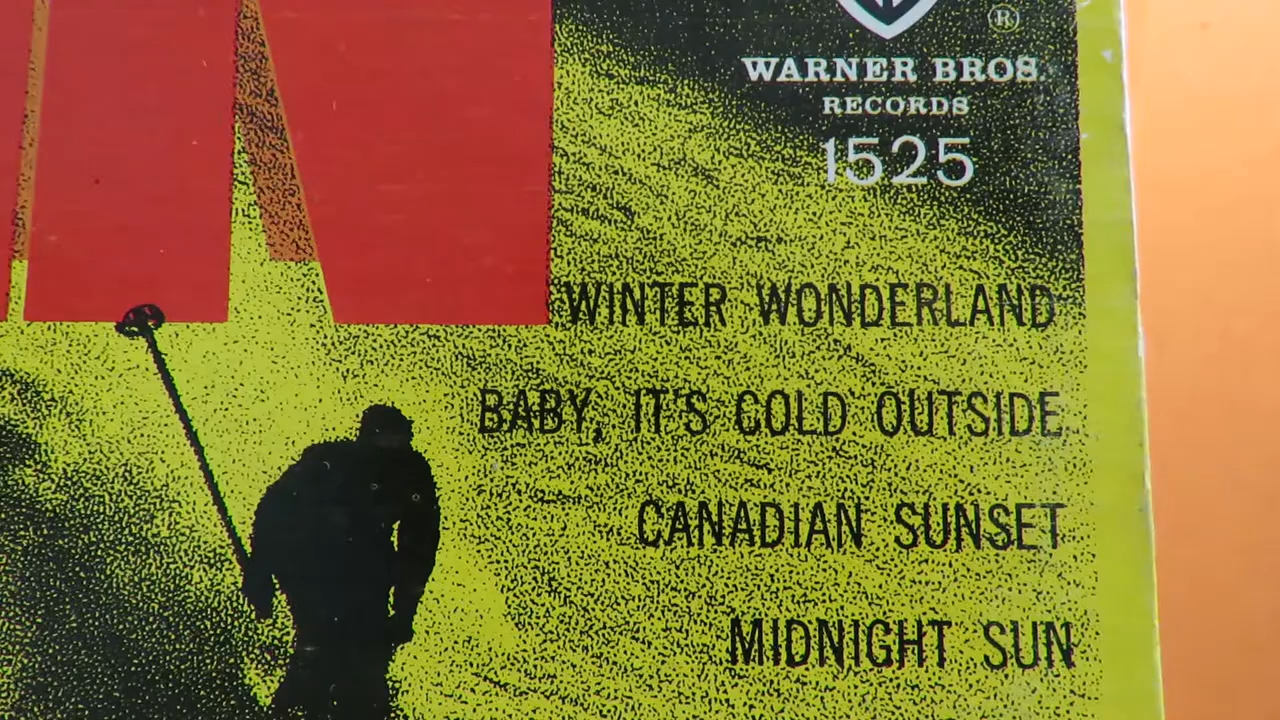 ®
WARNER BROS.
RECORDS
1525
WINTER WONDERLAND
BABY, IT'S COLD OUTSIDE
CANADIAN SUNSET
MIDNIGHT SUN